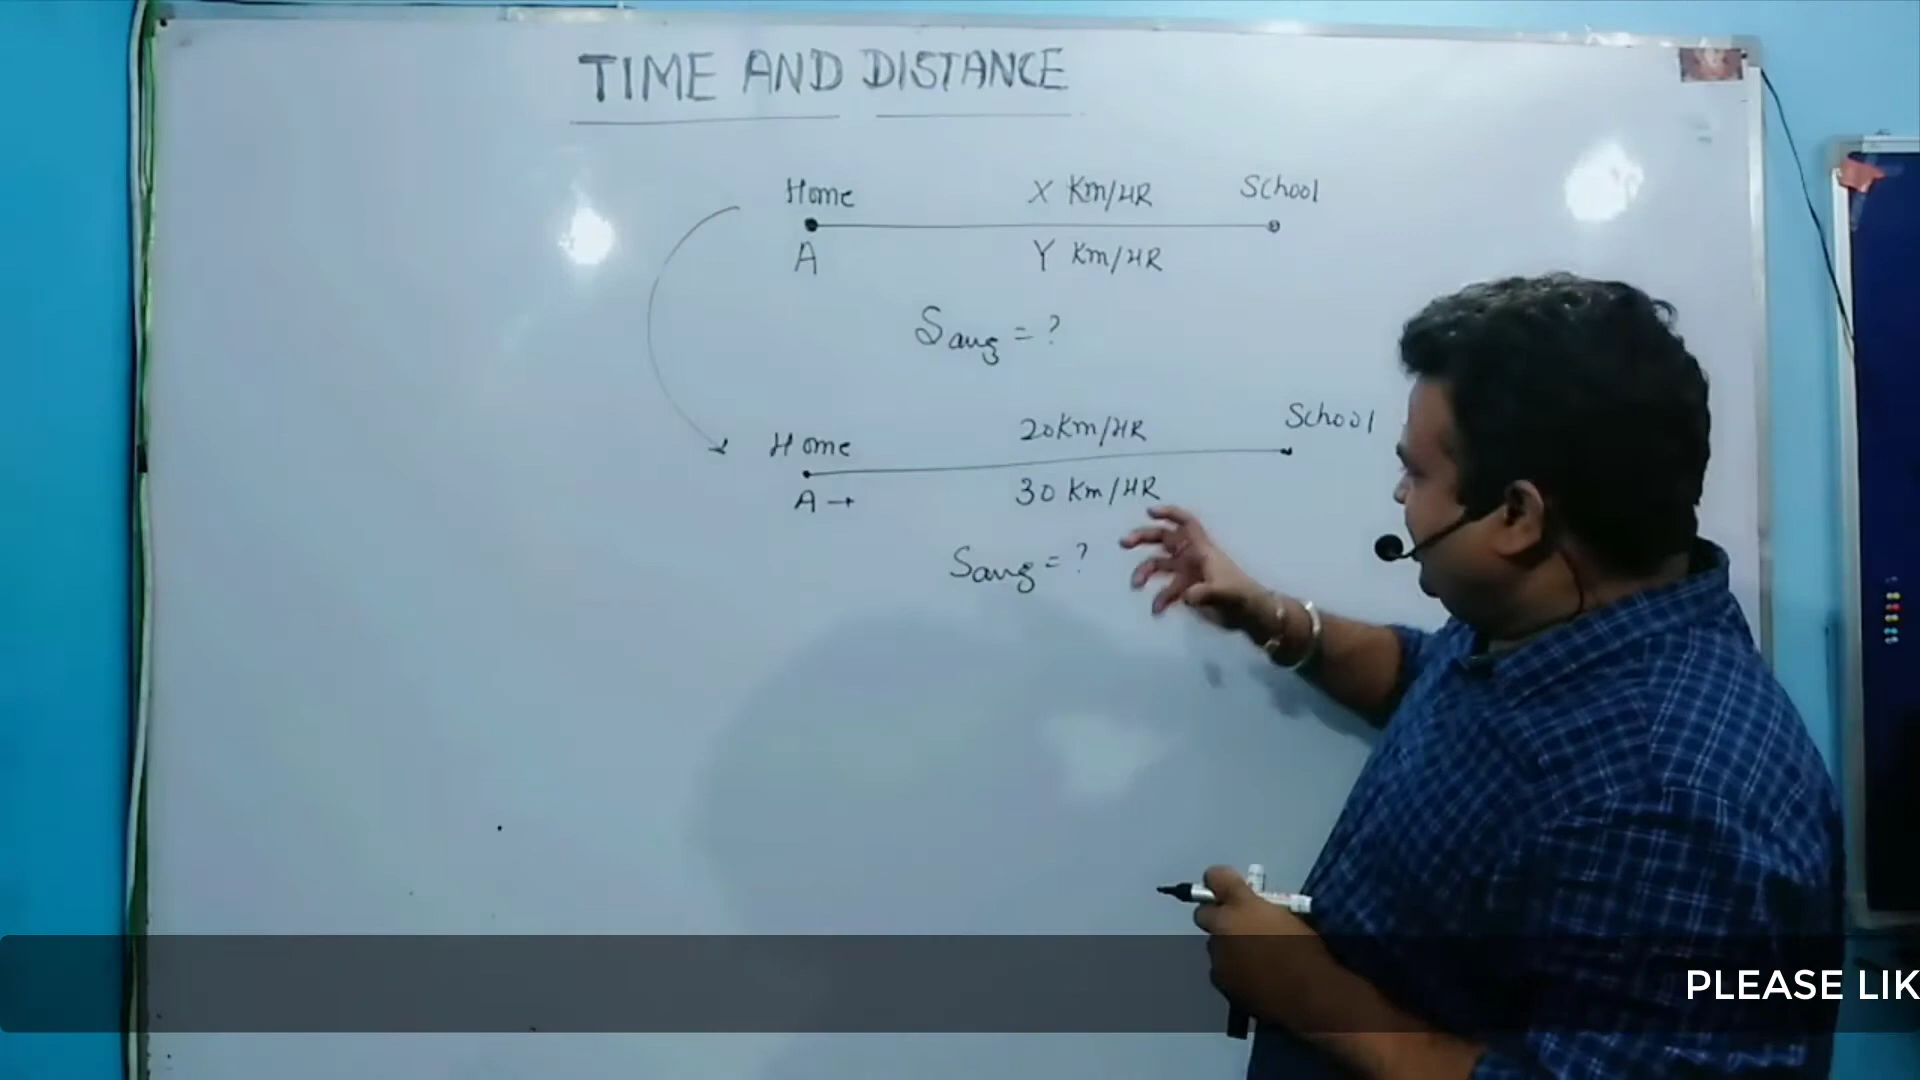 TIME AND DISTANCE
Home X Km/HR School
A Y Km/HR
Savg = ?
Home 20Km/HR School
A → 30 Km/HR
Savg = ?
PLEASE LIK